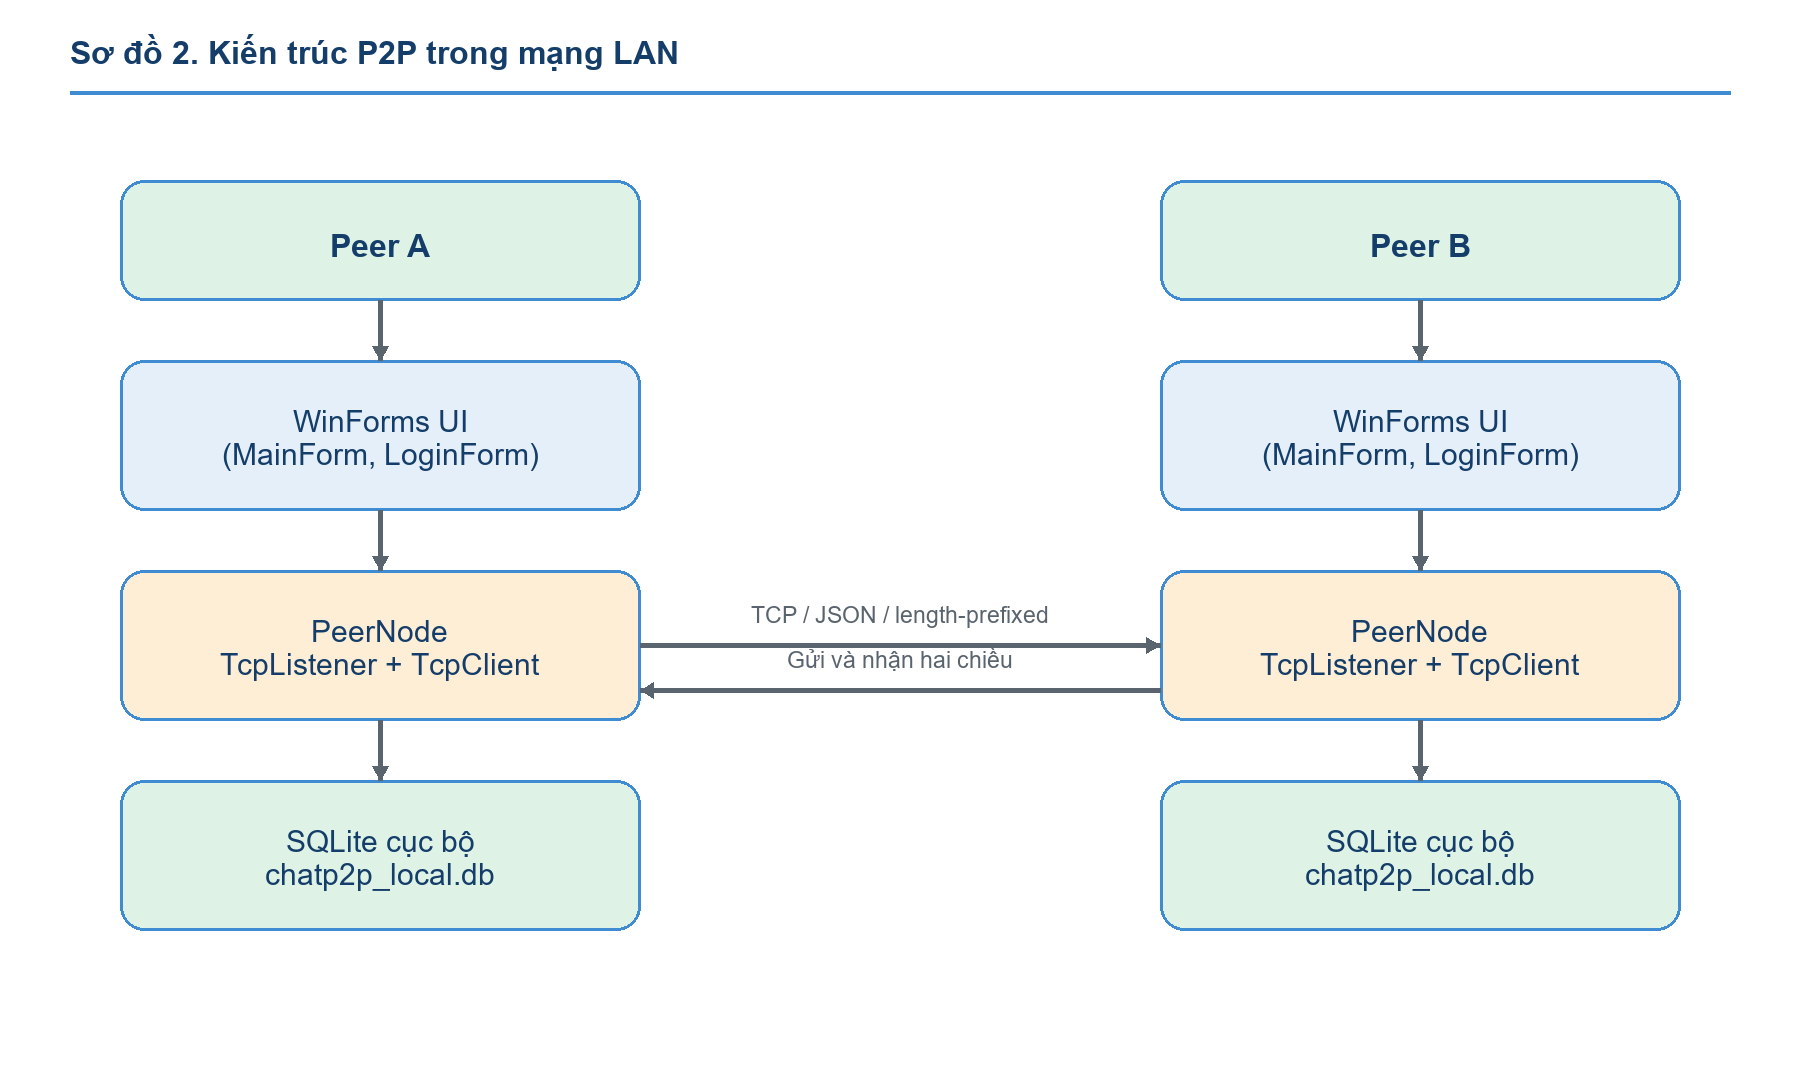 Sơ đồ 2. Kiến trúc P2P trong mạng LAN
Peer A
Peer B
WinForms UI
(MainForm, LoginForm)
WinForms UI
(MainForm, LoginForm)
PeerNode
TcpListener + TcpClient
TCP / JSON / length-prefixed
Gửi và nhận hai chiều
PeerNode
TcpListener + TcpClient
SQLite cục bộ
chatp2p_local.db
SQLite cục bộ
chatp2p_local.db